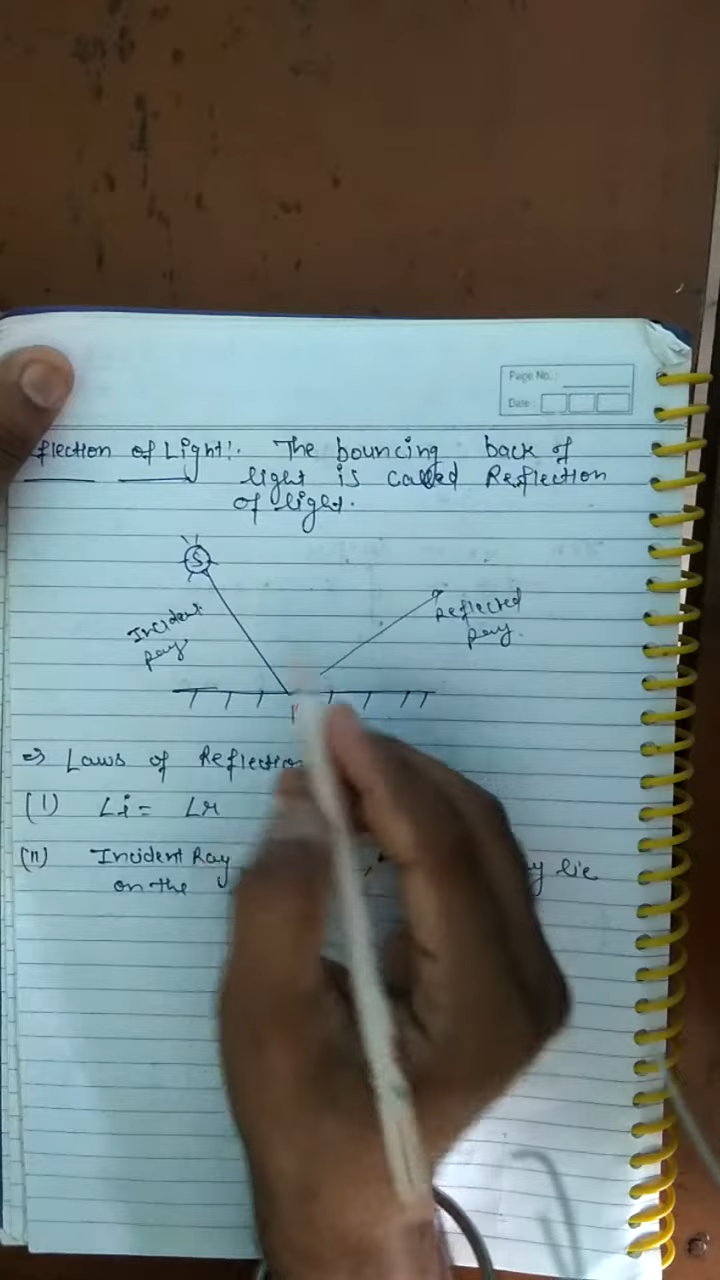 Page No.:
Date:
flection of Light:. The bouncing back of
light is called Reflection
of light.
S
Incident
Ray
Reflected
Ray.
⇒ Laws of Reflection
(I) ∠i = ∠r
(II) Incident Ray lie
on the